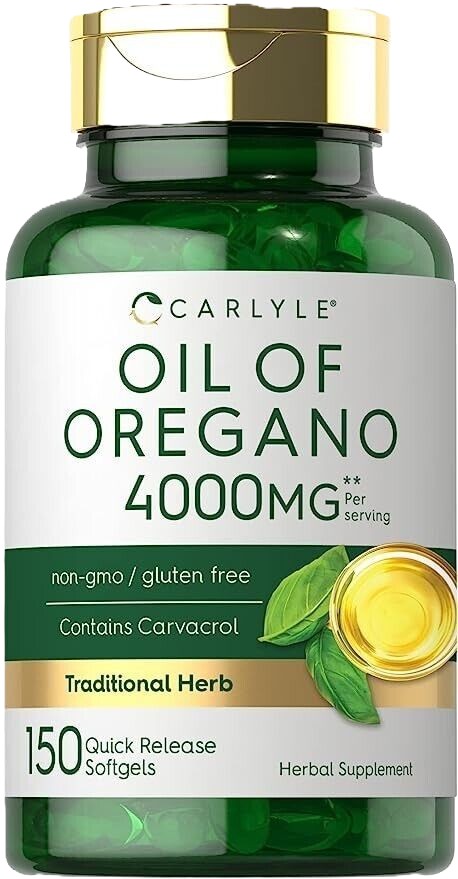 CARLYLE®
OIL OF
OREGANO
4000MG**
Per
serving
non-gmo / gluten free
Contains Carvacrol
Traditional Herb
150 Quick Release
Softgels
Herbal Supplement